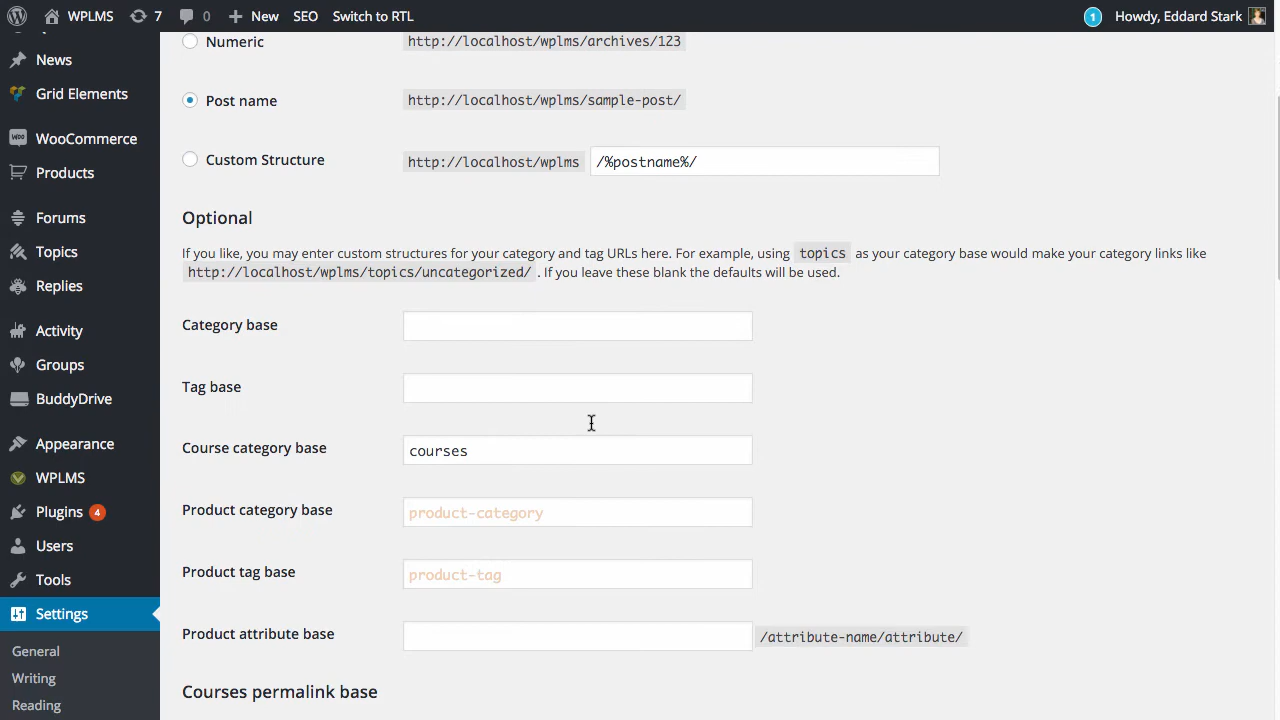 WPLMS 7 0 New SEO Switch to RTL 1 Howdy, Eddard Stark
News
Grid Elements
WooCommerce
Products
Forums
Topics
Replies
Activity
Groups
BuddyDrive
Appearance
WPLMS
Plugins 4
Users
Tools
Settings
General
Writing
Reading
Numeric http://localhost/wplms/archives/123
Post name http://localhost/wplms/sample-post/
Custom Structure http://localhost/wplms /%postname%/
Optional
If you like, you may enter custom structures for your category and tag URLs here. For example, using topics as your category base would make your category links like
http://localhost/wplms/topics/uncategorized/ . If you leave these blank the defaults will be used.
Category base
Tag base
Course category base courses
Product category base product-category
Product tag base product-tag
Product attribute base /attribute-name/attribute/
Courses permalink base